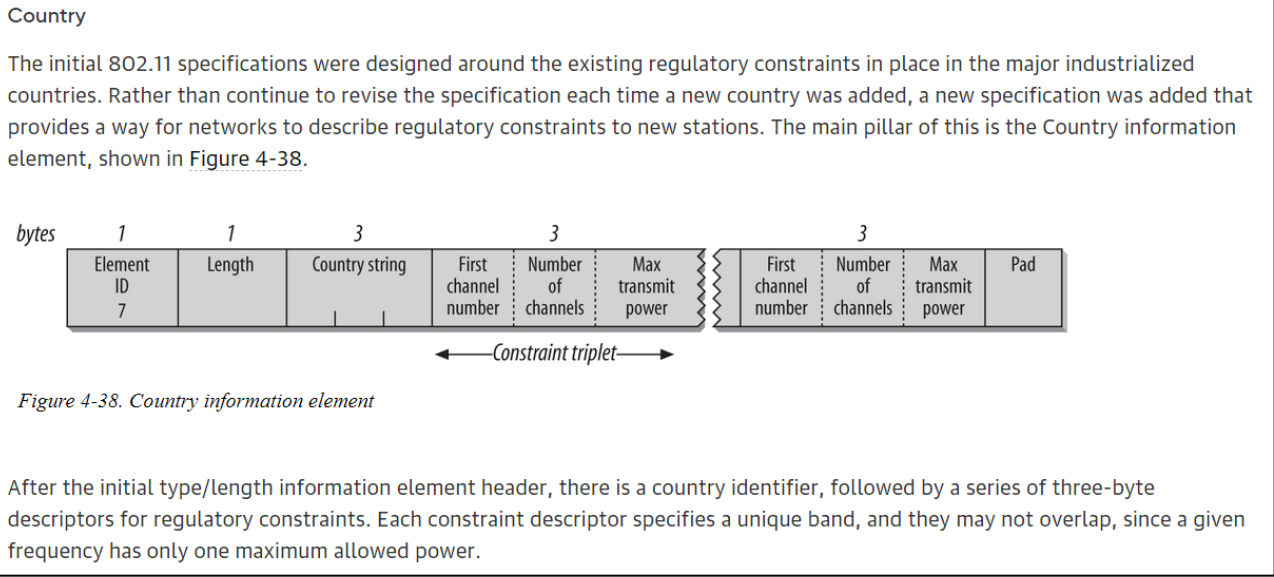 Country
The initial 802.11 specifications were designed around the existing regulatory constraints in place in the major industrialized
countries. Rather than continue to revise the specification each time a new country was added, a new specification was added that
provides a way for networks to describe regulatory constraints to new stations. The main pillar of this is the Country information
element, shown in Figure 4-38.
bytes 1 1 3 3 3
Element Length Country string First Number Max First Number Max Pad
ID channel of transmit channel of transmit
7 number channels power number channels power
Constraint triplet
Figure 4-38. Country information element
After the initial type/length information element header, there is a country identifier, followed by a series of three-byte
descriptors for regulatory constraints. Each constraint descriptor specifies a unique band, and they may not overlap, since a given
frequency has only one maximum allowed power.